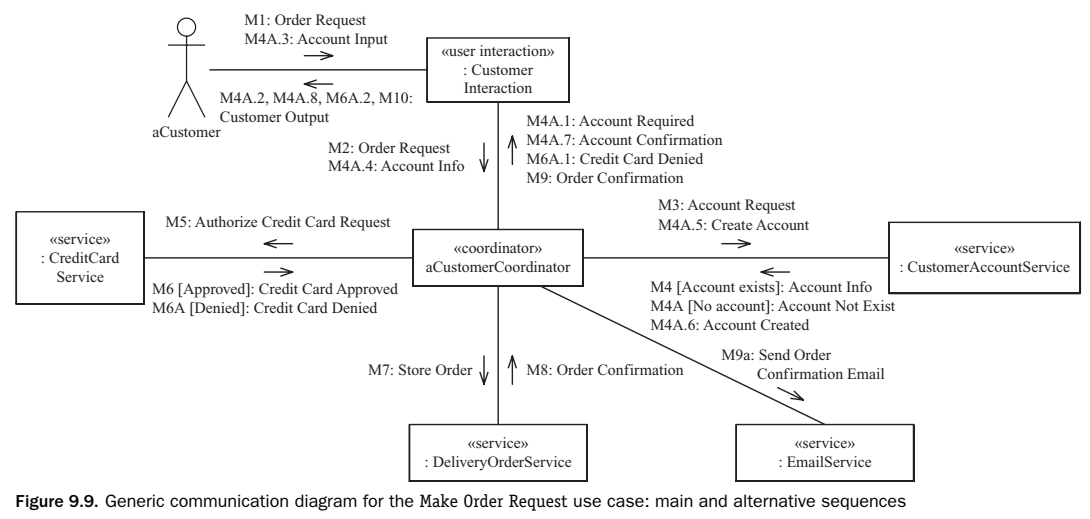 M1: Order Request
M4A.3: Account Input
«user interaction»
: Customer
Interaction
M4A.2, M4A.8, M6A.2, M10:
Customer Output
aCustomer
M4A.1: Account Required
M4A.7: Account Confirmation
M6A.1: Credit Card Denied
M9: Order Confirmation
M2: Order Request
M4A.4: Account Info
M5: Authorize Credit Card Request
M3: Account Request
M4A.5: Create Account
«service»
: CreditCard
Service
«coordinator»
aCustomerCoordinator
«service»
: CustomerAccountService
M6 [Approved]: Credit Card Approved
M6A [Denied]: Credit Card Denied
M4 [Account exists]: Account Info
M4A [No account]: Account Not Exist
M4A.6: Account Created
M7: Store Order
M8: Order Confirmation
M9a: Send Order
Confirmation Email
«service»
: DeliveryOrderService
«service»
: EmailService
Figure 9.9. Generic communication diagram for the Make Order Request use case: main and alternative sequences